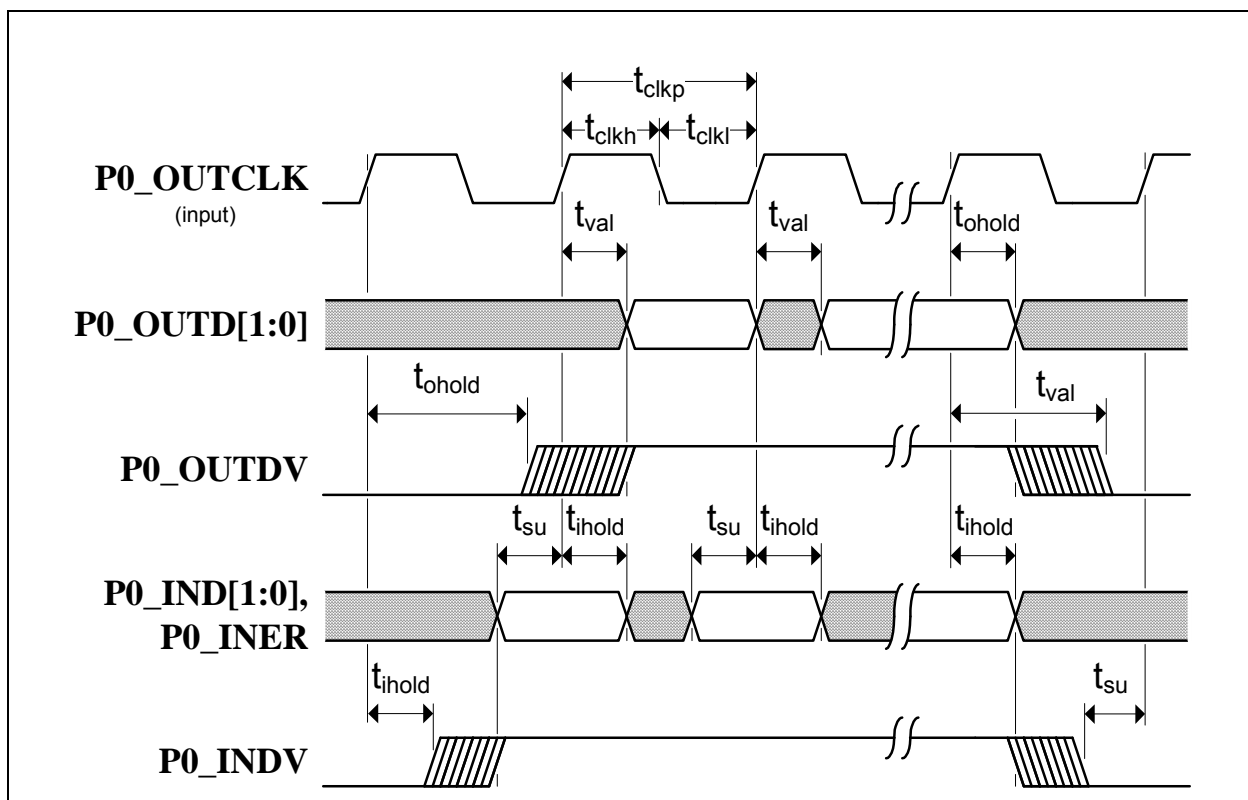 tclkp
tclkh tclkl
P0_OUTCLK
(input)
tval tval tohold
P0_OUTD[1:0]
tohold tval
P0_OUTDV
tsu tihold tsu tihold tihold
P0_IND[1:0],
P0_INER
tihold tsu
P0_INDV